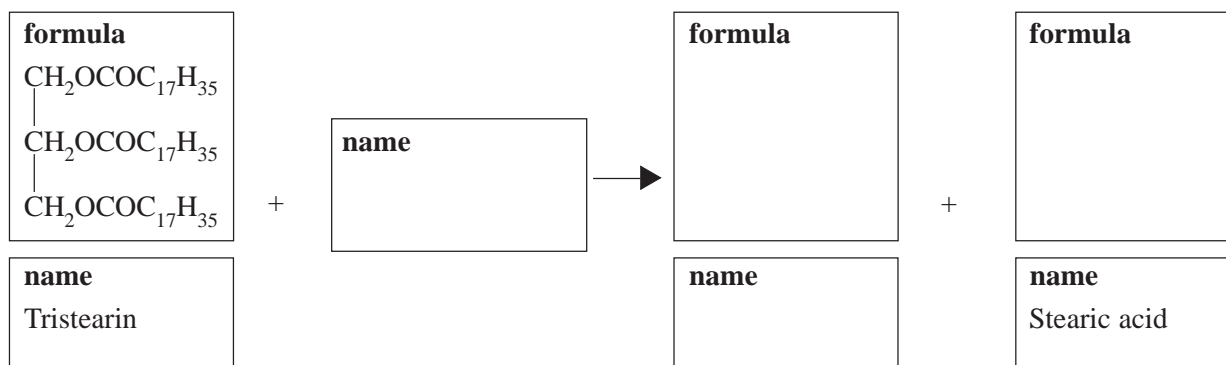 formula
CH₂OCOC₁₇H₃₅
CH₂OCOC₁₇H₃₅
CH₂OCOC₁₇H₃₅
name
Tristearin
+
name
formula
name
+
formula
name
Stearic acid